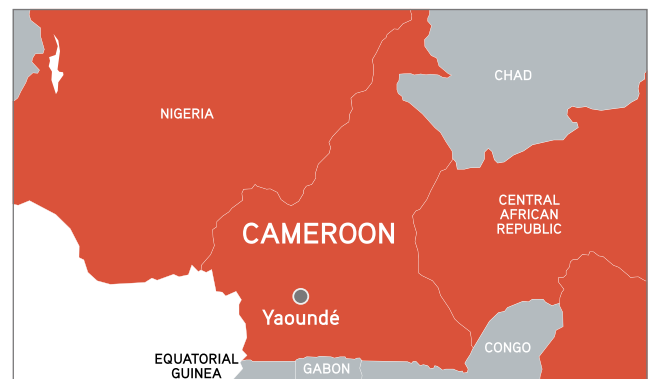 CHAD
NIGERIA
CENTRAL
AFRICAN
REPUBLIC
CAMEROON
Yaoundé
CONGO
EQUATORIAL
GUINEA
GABON